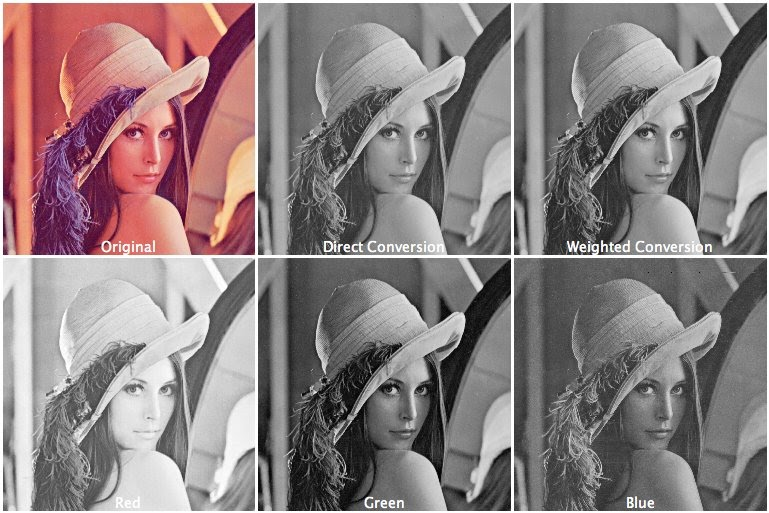 Original
Direct Conversion
Weighted Conversion
Red
Green
Blue